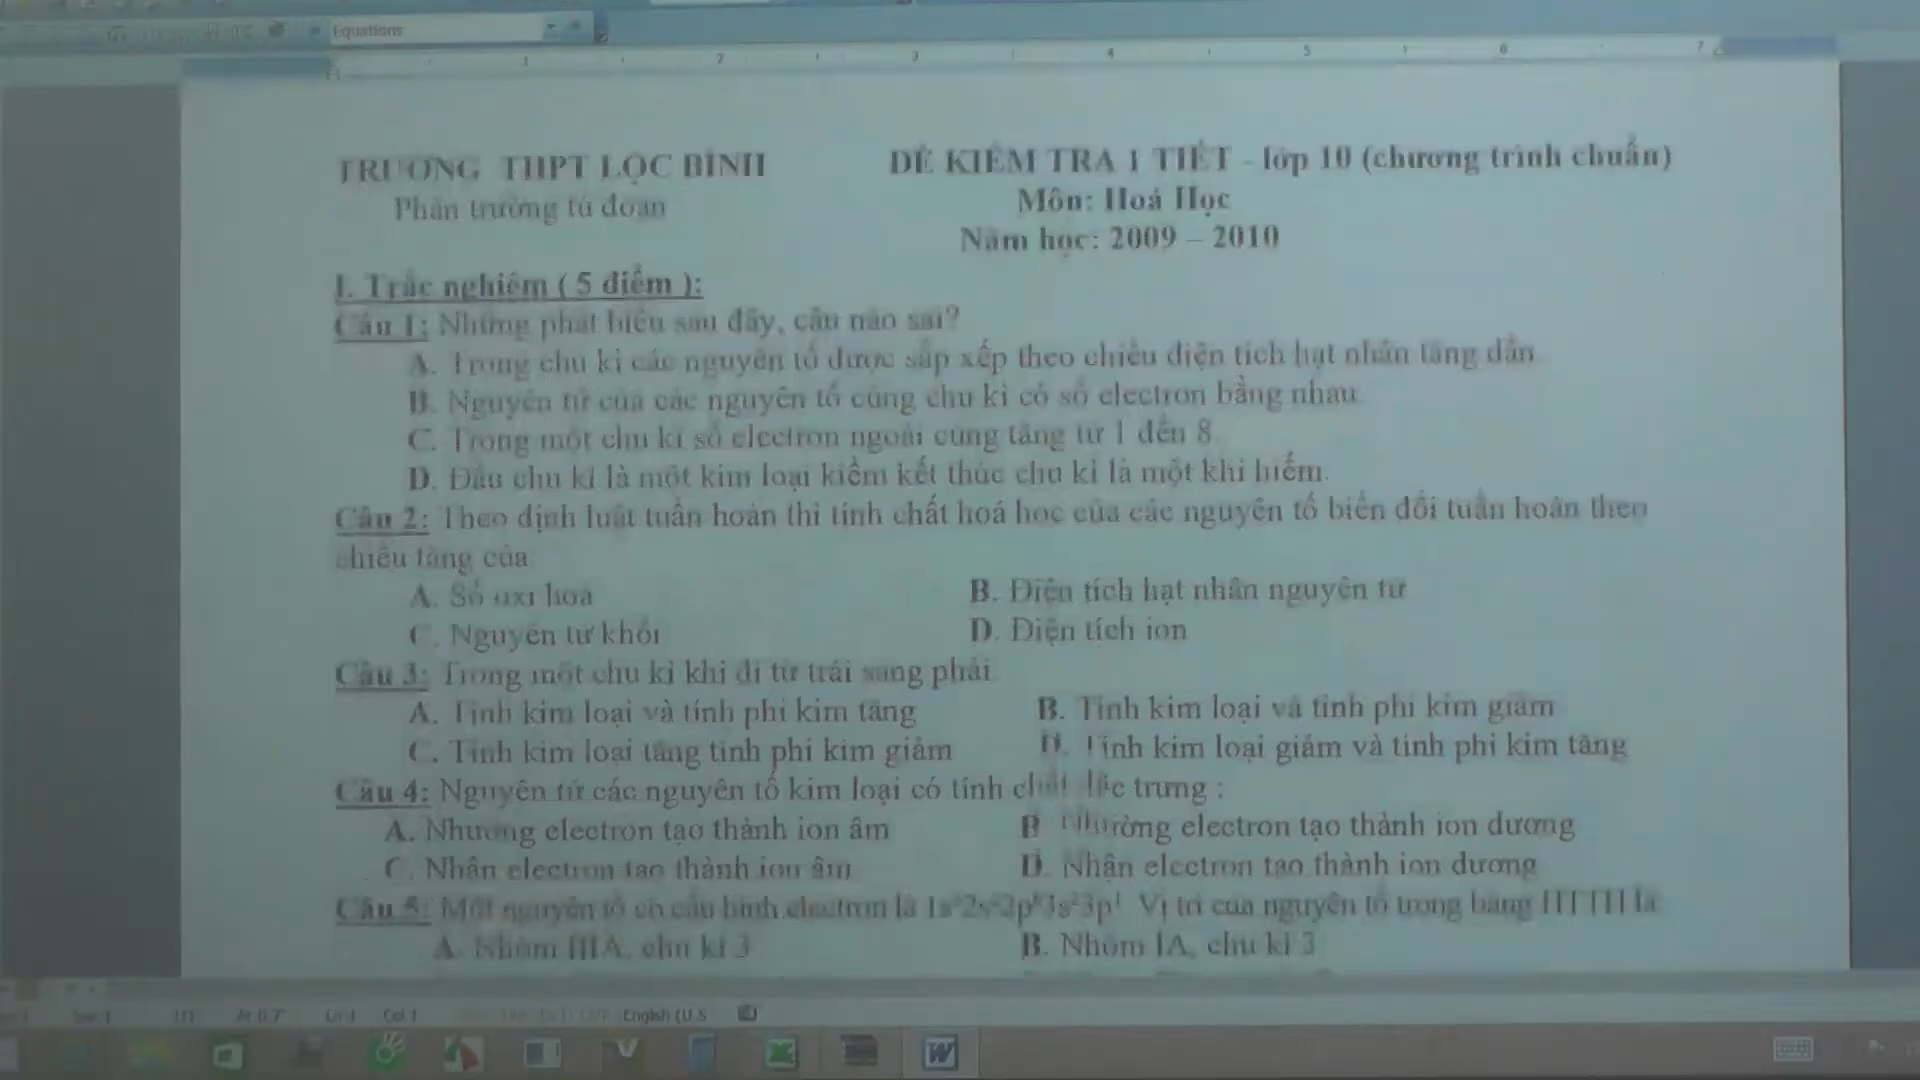 Equations
1 2 3 4 5 6 7
TRƯỜNG THPT LỘC BÌNH
ĐỀ KIỂM TRA 1 TIẾT - lớp 10 (chương trình chuẩn)
Phân trường tú đoạn
Môn: Hoá Học
Năm học: 2009 – 2010
I. Trắc nghiệm ( 5 điểm ):
Câu 1: Những phát biểu sau đây, câu nào sai?
A. Trong chu kì các nguyên tố được sắp xếp theo chiều điện tích hạt nhân tăng dần.
B. Nguyên tử của các nguyên tố cùng chu kì có số electron bằng nhau.
C. Trong một chu kì số electron ngoài cùng tăng từ 1 đến 8.
D. Đầu chu kì là một kim loại kiềm kết thúc chu kì là một khí hiếm.
Câu 2: Theo định luật tuần hoàn thì tính chất hoá học của các nguyên tố biến đổi tuần hoàn theo
chiều tăng của
A. Số oxi hoá B. Điện tích hạt nhân nguyên tử
C. Nguyên tử khối D. Điện tích ion
Câu 3: Trong một chu kì khi đi từ trái sang phải
A. Tính kim loại và tính phi kim tăng B. Tính kim loại và tính phi kim giảm
C. Tính kim loại tăng tính phi kim giảm D. Tính kim loại giảm và tính phi kim tăng
Câu 4: Nguyên tử các nguyên tố kim loại có tính chất đặc trưng :
A. Nhường electron tạo thành ion âm B. Nhường electron tạo thành ion dương
C. Nhận electron tạo thành ion âm D. Nhận electron tạo thành ion dương
Câu 5: Một nguyên tố có cấu hình electron là 1s²2s²2p⁶3s²3p¹ Vị trí của nguyên tố trong bảng HTTH là
A. Nhóm IIIA, chu kì 3 B. Nhóm IA, chu kì 3
Col 1 English (U.S